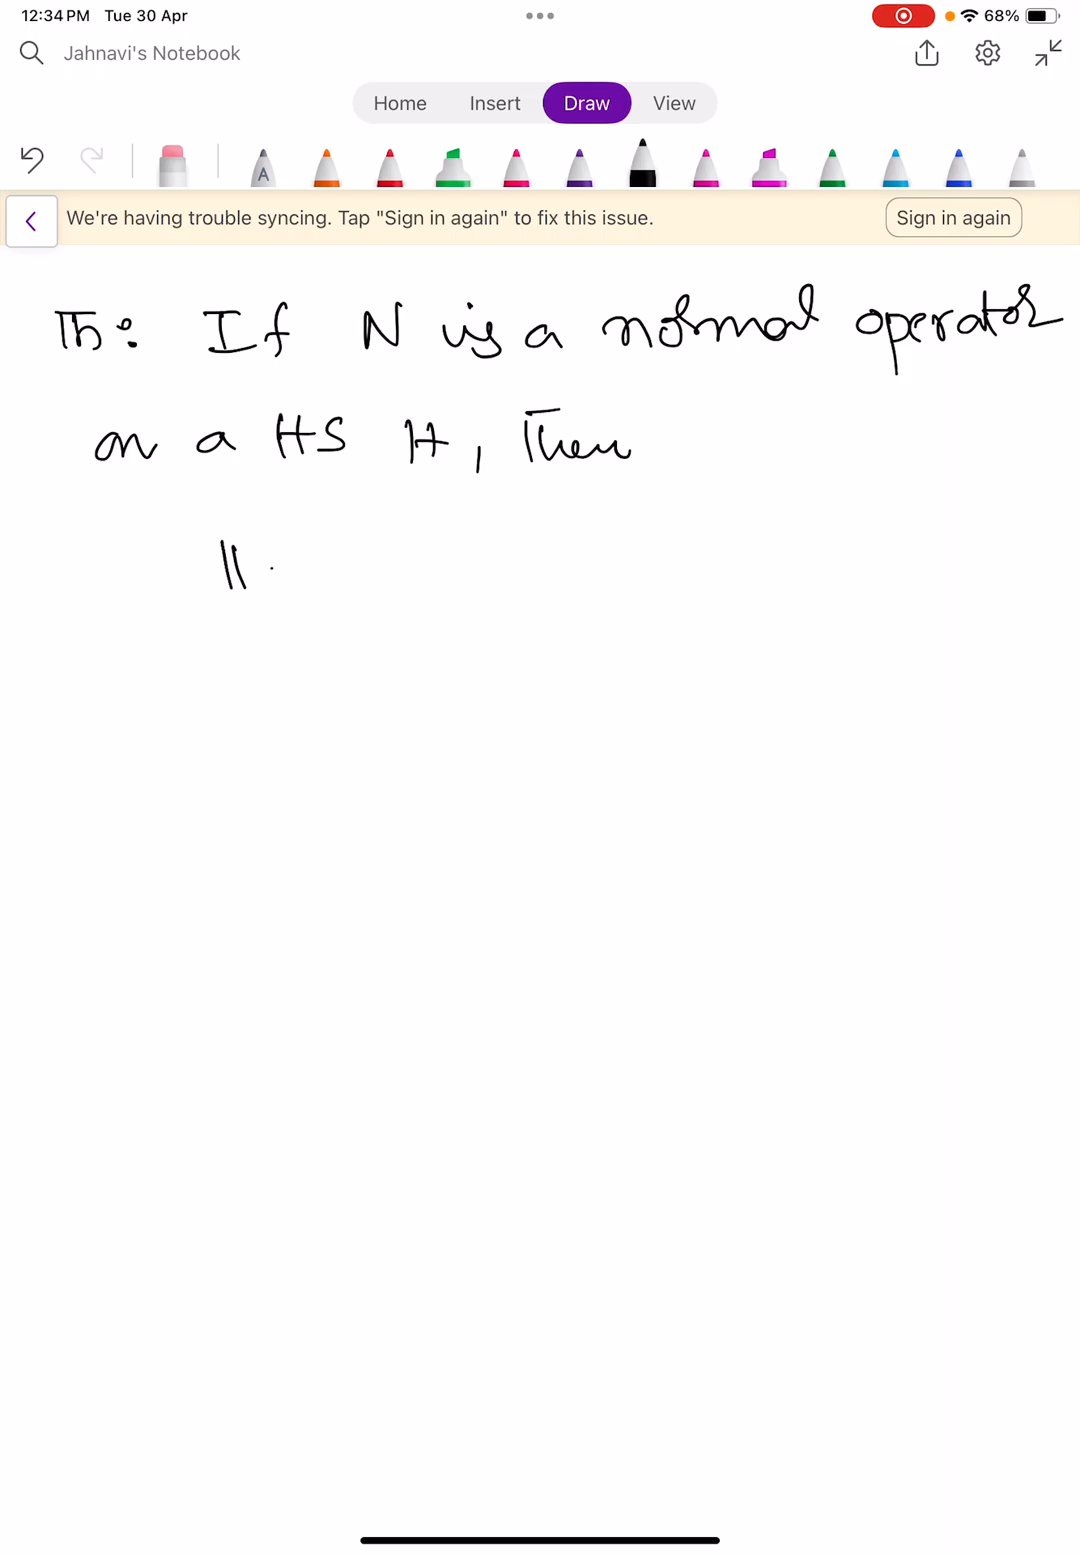 12:34 PM Tue 30 Apr 68%
Jahnavi's Notebook
Home Insert Draw View
A
We're having trouble syncing. Tap "Sign in again" to fix this issue. Sign in again
Th: If N is a normal operator
on a HS H, Then
||